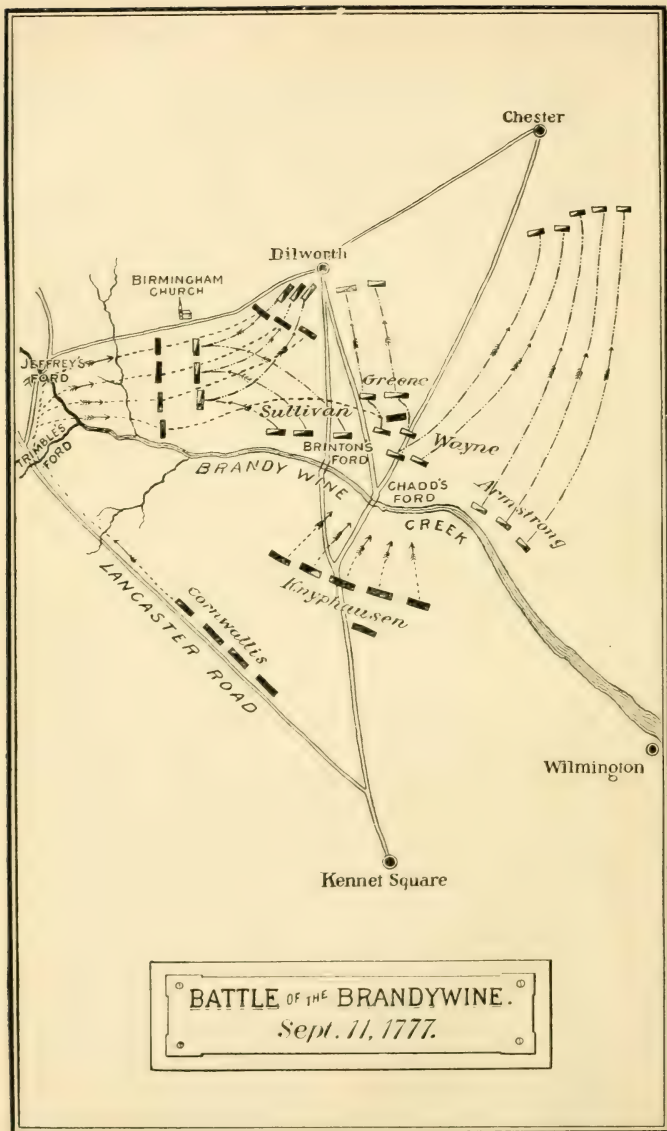 Chester
Dilworth
BIRMINGHAM
CHURCH
JEFFREY'S
FORD
Greene
Sullivan
Wayne
TRIMBLE'S
FORD
BRINTONS
FORD
BRANDY WINE
CHADD'S
FORD
CREEK
Armstrong
Knyphausen
Cornwallis
LANCASTER ROAD
Wilmington
Kennet Square
BATTLE OF THE BRANDYWINE.
Sept. 11, 1777.